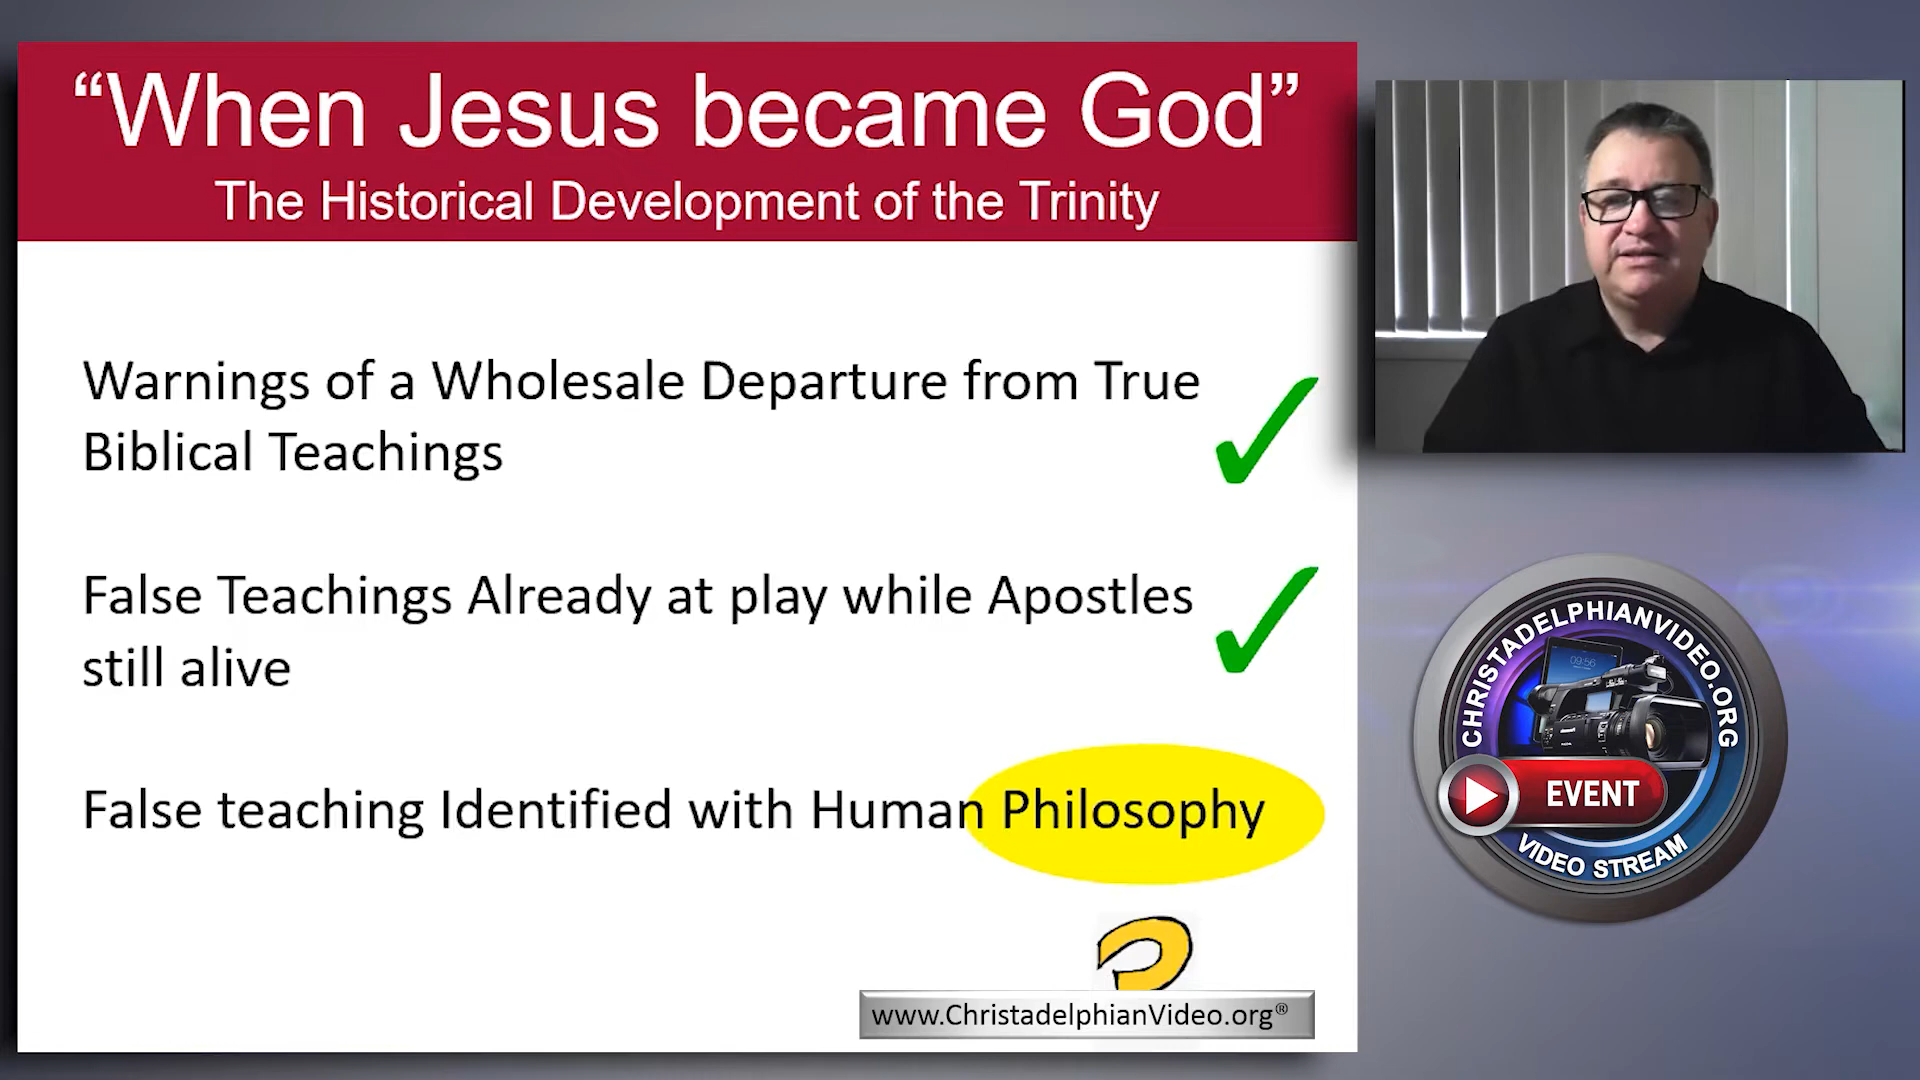 “When Jesus became God”
The Historical Development of the Trinity
Warnings of a Wholesale Departure from True
Biblical Teachings
False Teachings Already at play while Apostles
still alive
False teaching Identified with Human Philosophy
www.ChristadelphianVideo.org®
CHRISTADELPHIANVIDEO.ORG
09:56
EVENT
VIDEO STREAM